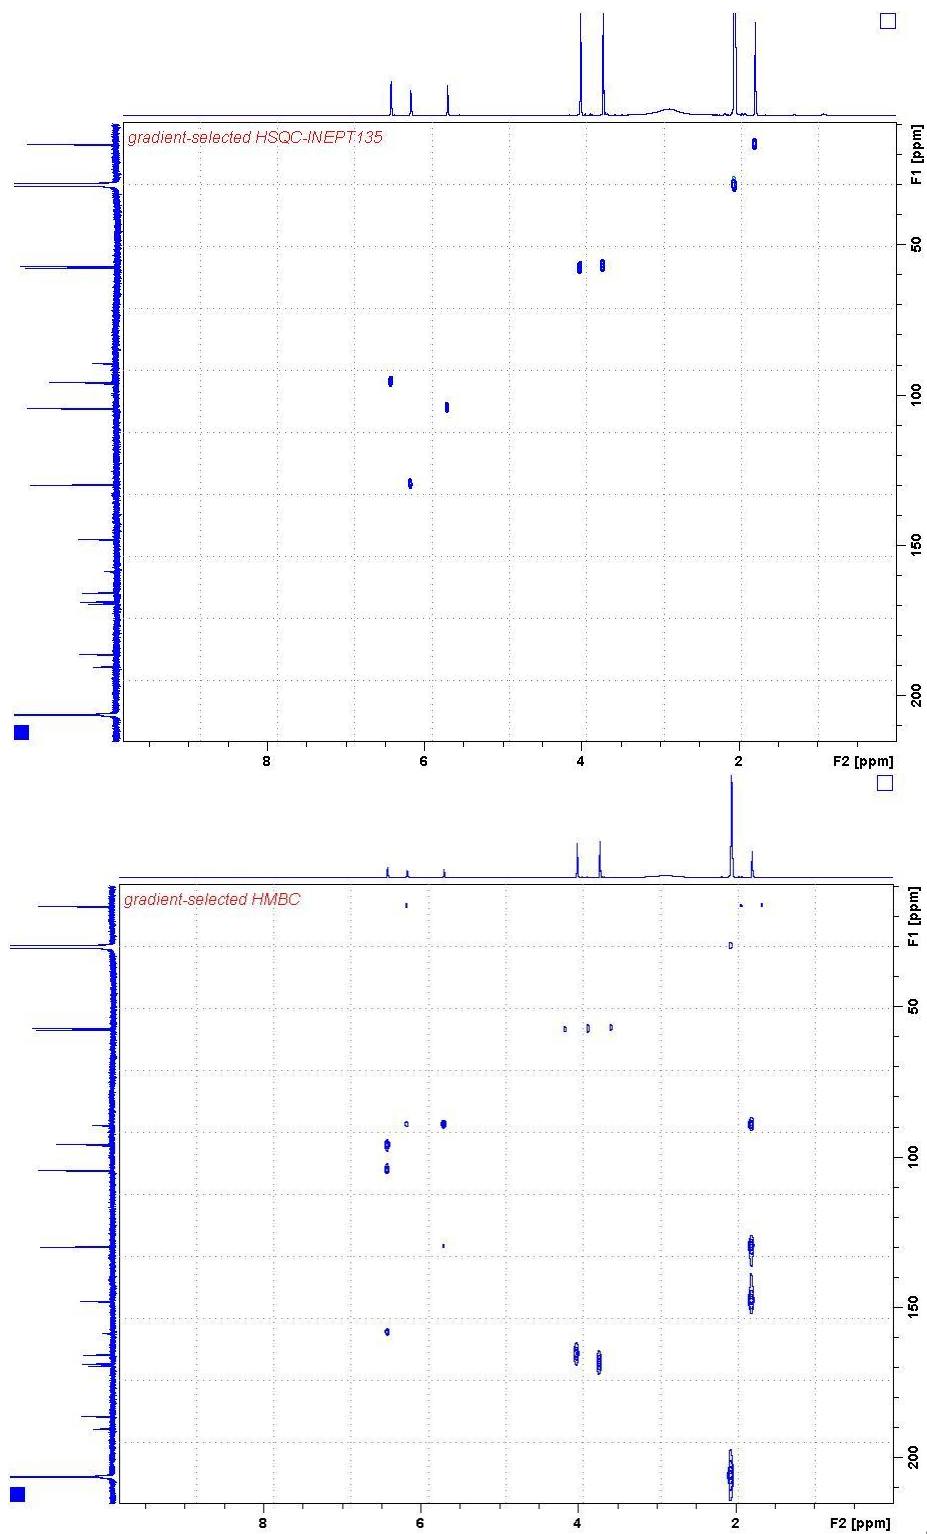 gradient-selected HSQC-INEPT135
F1 [ppm]
50
100
150
200
8 6 4 2 F2 [ppm]
gradient-selected HMBC
F1 [ppm]
50
100
150
200
8 6 4 2 F2 [ppm]